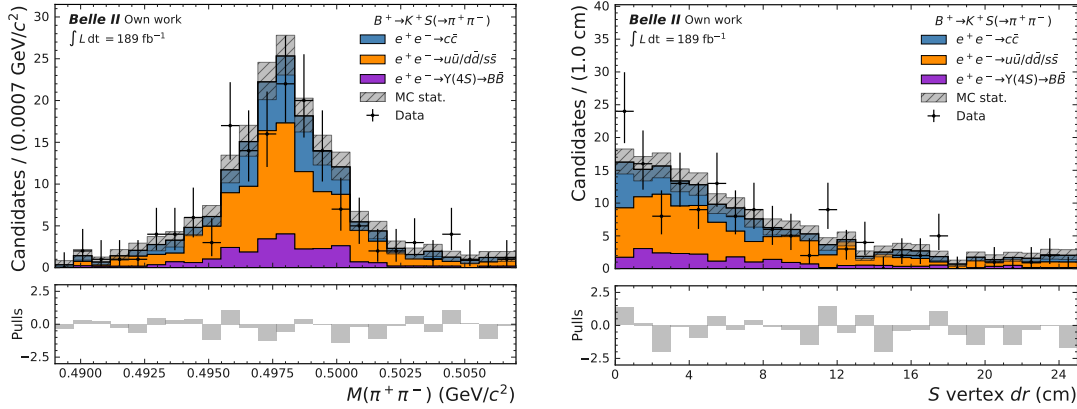 Belle II Own work
∫ L dt = 189 fb⁻¹
B⁺→K⁺S(→π⁺π⁻)
e⁺e⁻→cc̄
e⁺e⁻→uū/dd̄/ss̄
e⁺e⁻→Υ(4S)→BB̄
MC stat.
Data
Candidates / (0.0007 GeV/c²)
30
25
20
15
10
5
0
Pulls
2.5
0.0
−2.5
0.4900 0.4925 0.4950 0.4975 0.5000 0.5025 0.5050
M(π⁺π⁻) (GeV/c²)
Belle II Own work
∫ L dt = 189 fb⁻¹
B⁺→K⁺S(→π⁺π⁻)
e⁺e⁻→cc̄
e⁺e⁻→uū/dd̄/ss̄
e⁺e⁻→Υ(4S)→BB̄
MC stat.
Data
Candidates / (1.0 cm)
40
35
30
25
20
15
10
5
0
Pulls
2.5
0.0
−2.5
0 4 8 12 16 20 24
S vertex dr (cm)